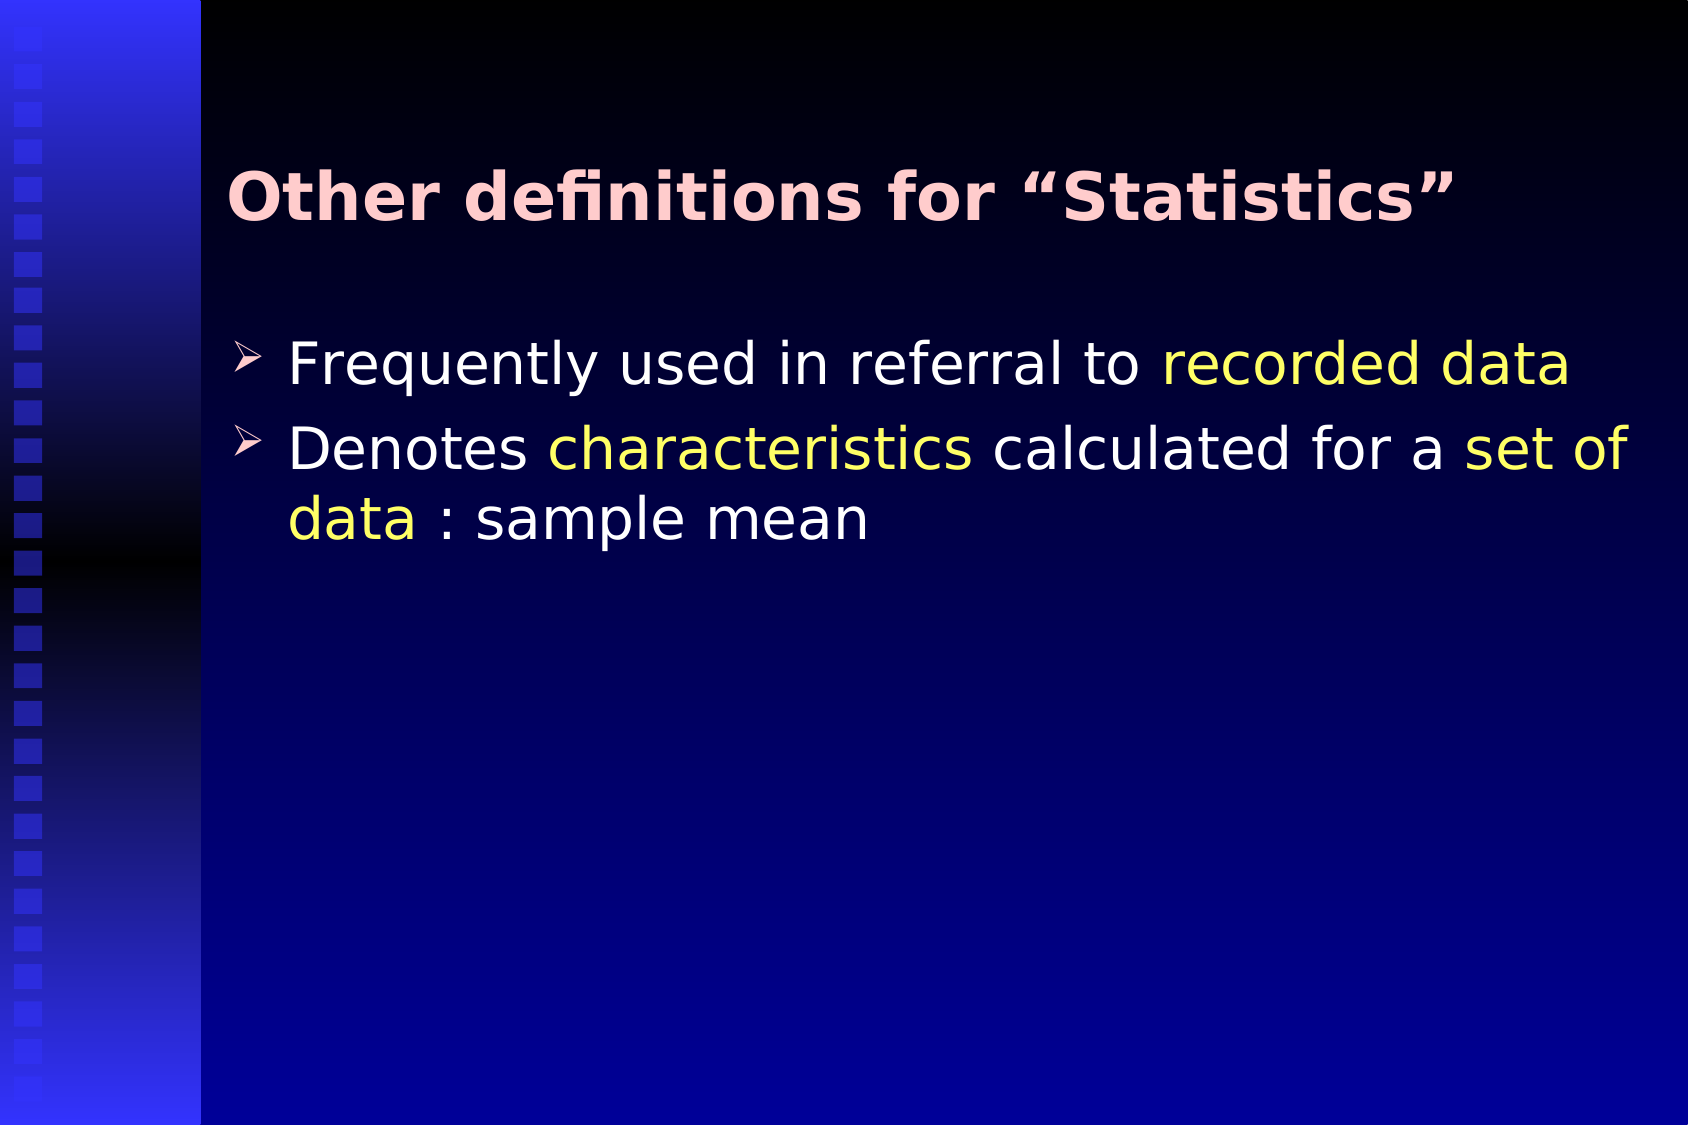 Other definitions for “Statistics”
➢ Frequently used in referral to recorded data
➢ Denotes characteristics calculated for a set of
data : sample mean